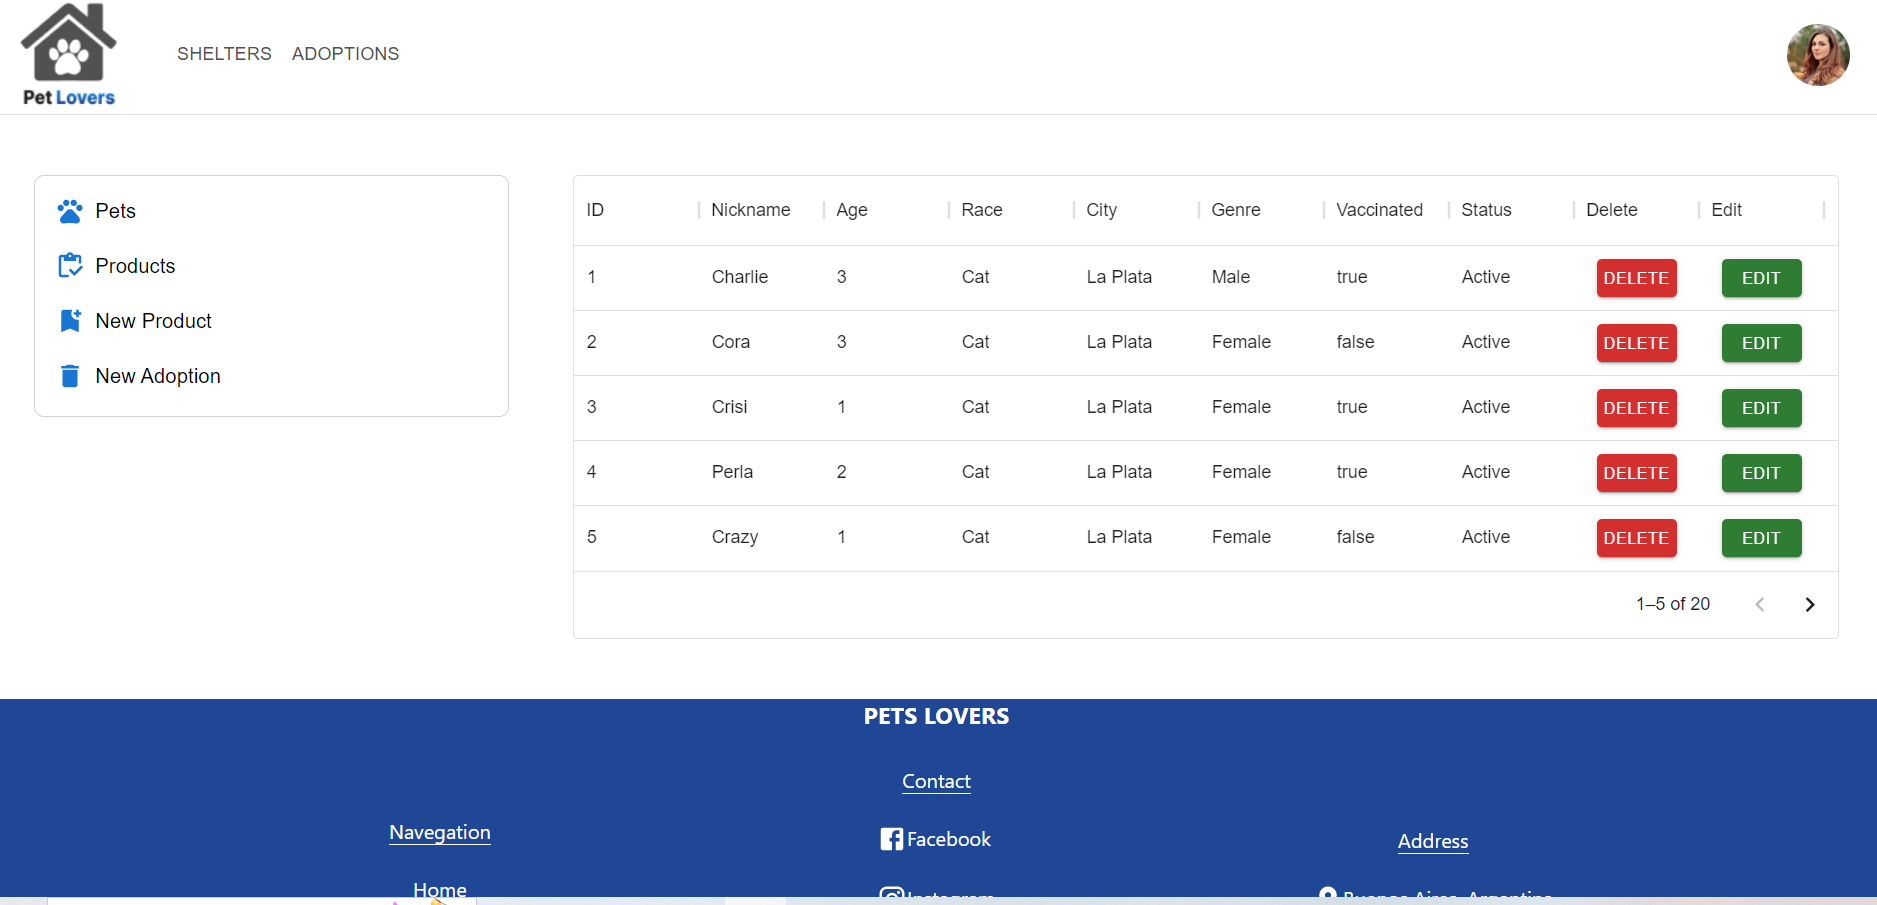 Pet Lovers
SHELTERS ADOPTIONS
Pets
Products
New Product
New Adoption
ID Nickname Age Race City Genre Vaccinated Status Delete Edit
1 Charlie 3 Cat La Plata Male true Active DELETE EDIT
2 Cora 3 Cat La Plata Female false Active DELETE EDIT
3 Crisi 1 Cat La Plata Female true Active DELETE EDIT
4 Perla 2 Cat La Plata Female true Active DELETE EDIT
5 Crazy 1 Cat La Plata Female false Active DELETE EDIT
1–5 of 20
PETS LOVERS
Contact
Navegation
Facebook
Address
Home
Instagram
Buenos Aires, Argentina